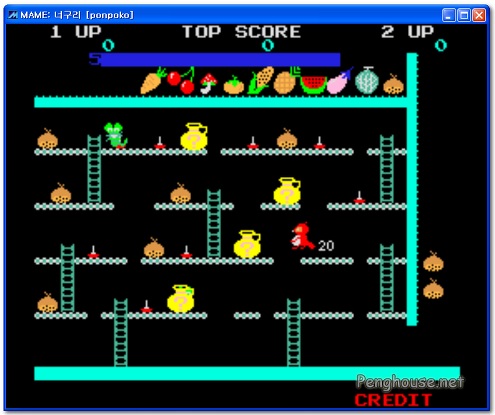 MAME: 너구리 [ponpoko]
1 UP TOP SCORE 2 UP
0 0 0
5
20
Penghouse.net
CREDIT